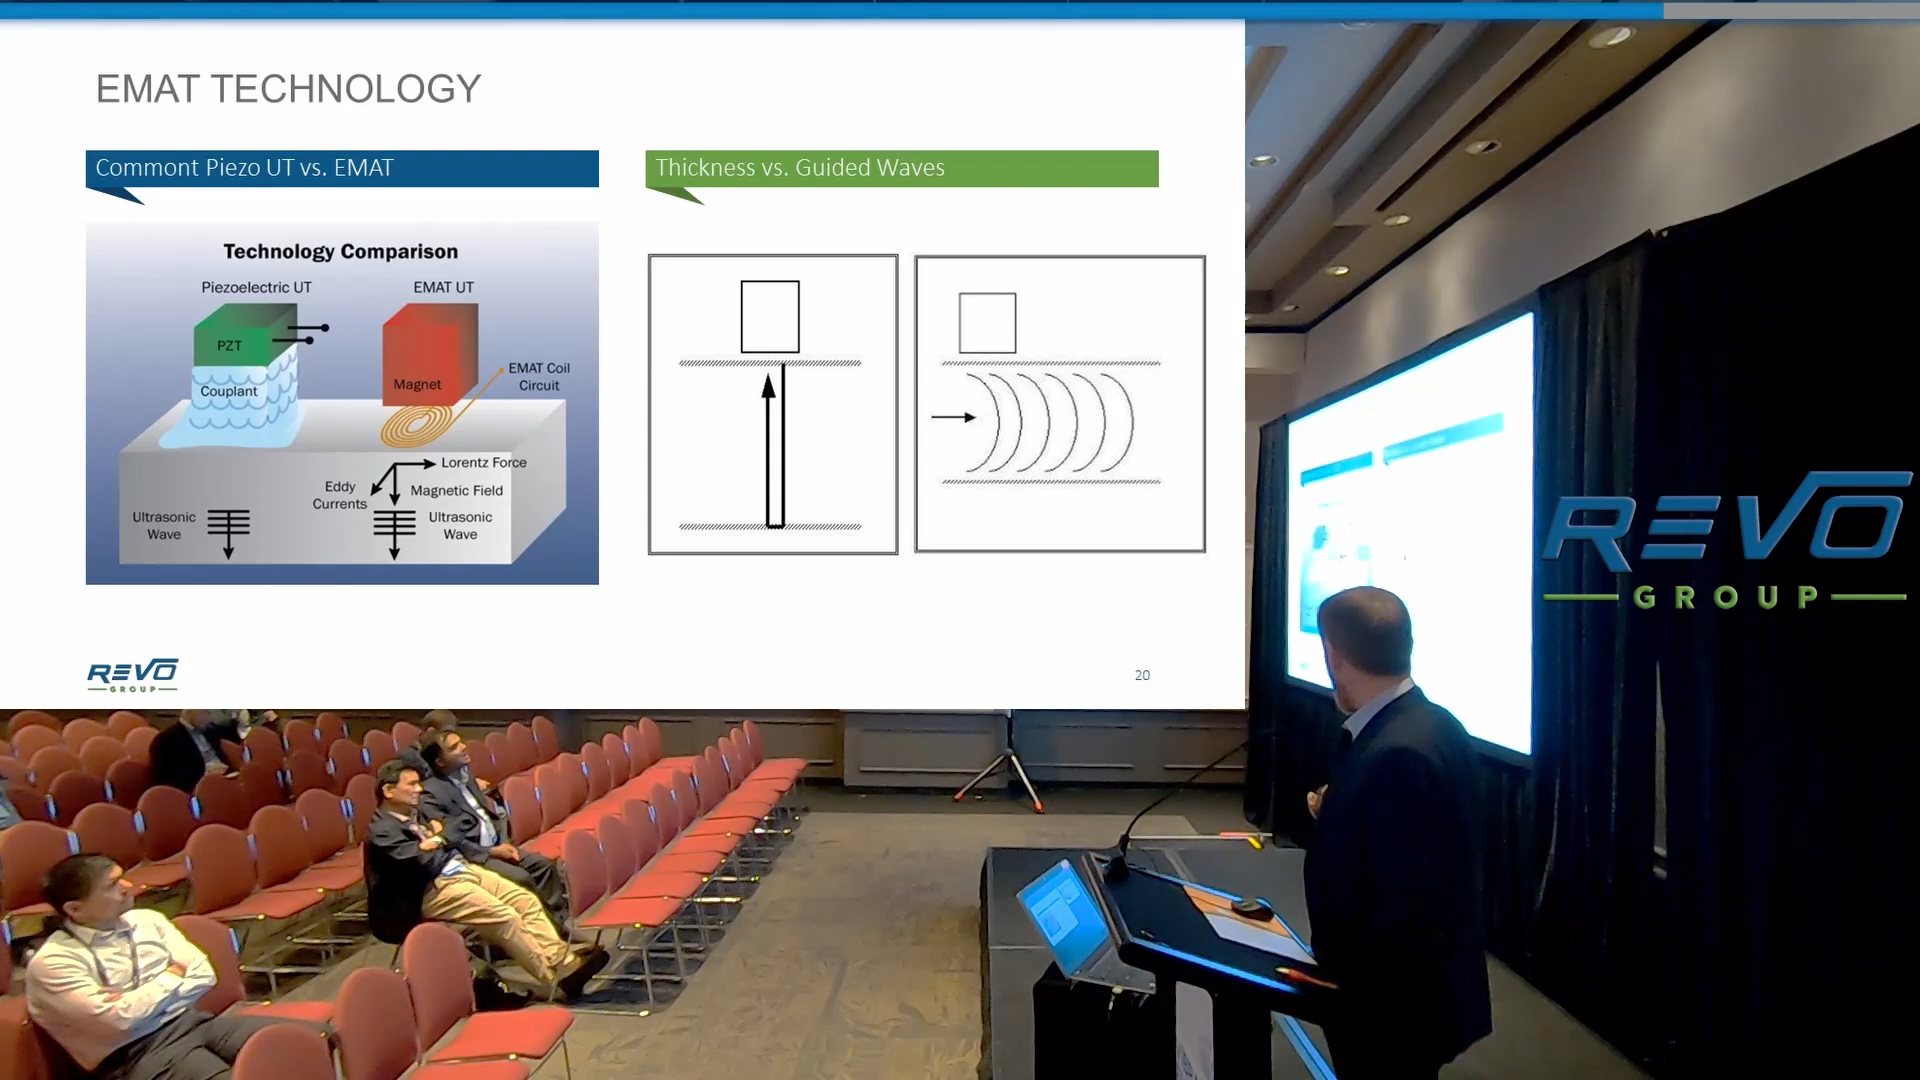 EMAT TECHNOLOGY
Commont Piezo UT vs. EMAT
Thickness vs. Guided Waves
Technology Comparison
Piezoelectric UT
EMAT UT
PZT
Couplant
Magnet
EMAT Coil
Circuit
Lorentz Force
Eddy
Currents
Magnetic Field
Ultrasonic
Wave
Ultrasonic
Wave
REVO
GROUP
20
REVO
GROUP